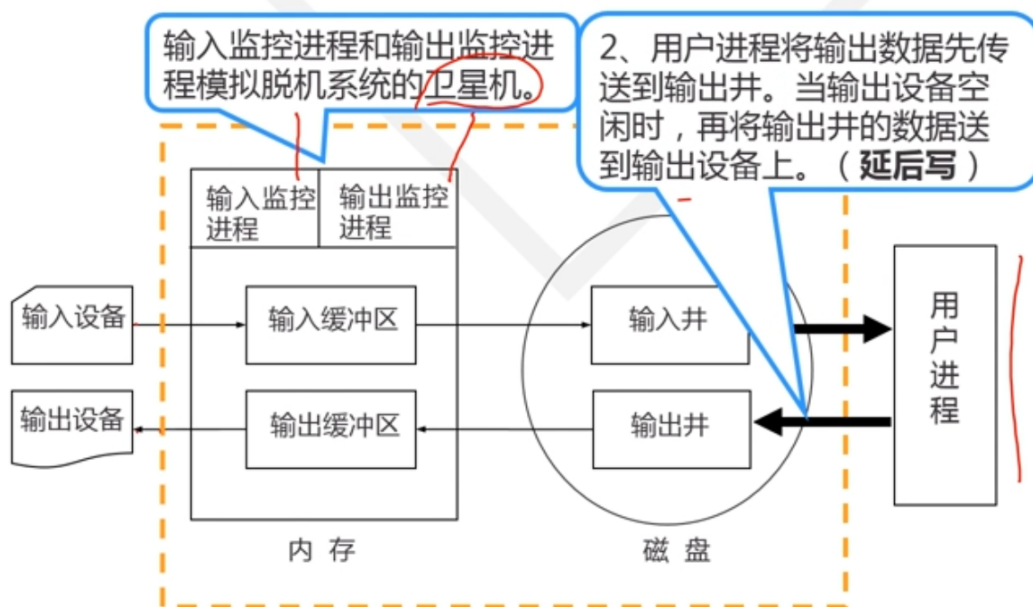 输入监控进程和输出监控进
程模拟脱机系统的卫星机。
2、用户进程将输出数据先传
送到输出井。当输出设备空
闲时，再将输出井的数据送
到输出设备上。（延后写）
输入监控
进程
输出监控
进程
输入设备
输入缓冲区
输入井
用户进程
输出设备
输出缓冲区
输出井
内存
磁盘